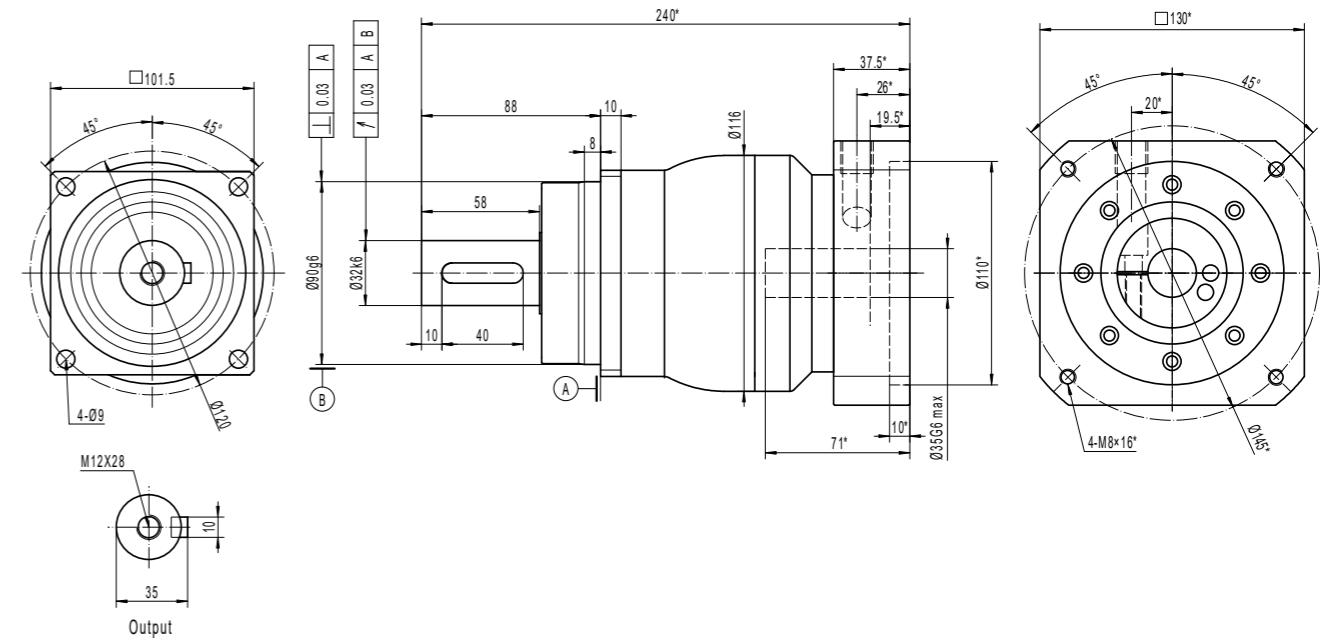 240*
□130*
37.5*
□101.5
26*
45°
45°
20*
0.03 A
0.03 A B
88
10
19.5*
45°
45°
8
Ø116
58
Ø90g6
Ø32k6
Ø110*
10
40
A
B
4-Ø9
Ø120
10*
71*
Ø35G6 max
4-M8×16*
Ø145*
M12X28
10
35
Output